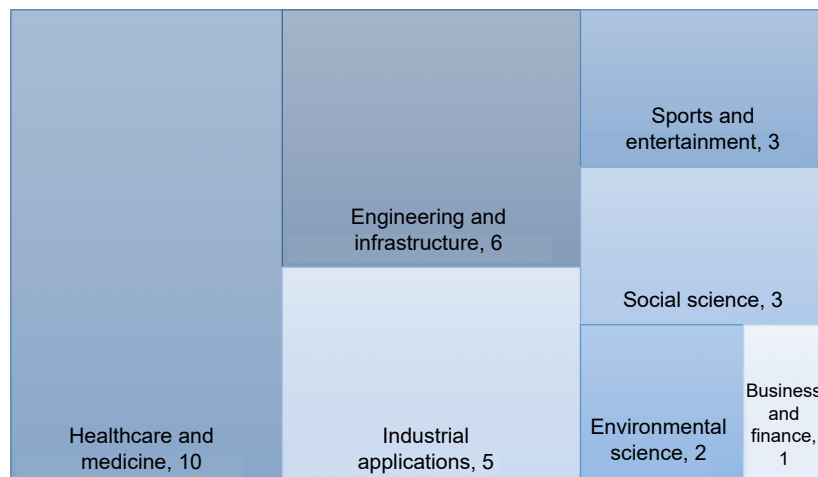 Healthcare and
medicine, 10
Engineering and
infrastructure, 6
Industrial
applications, 5
Sports and
entertainment, 3
Social science, 3
Environmental
science, 2
Business
and
finance,
1